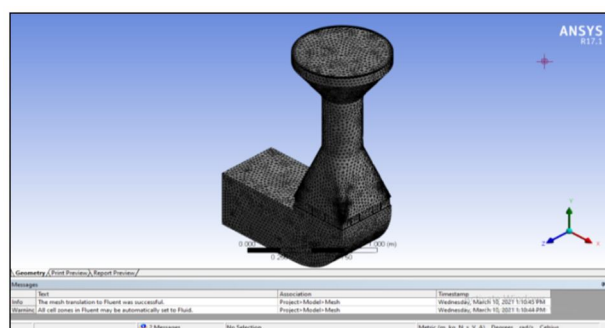 ANSYS
R17.1
0.000
1.000 (m)
Geometry / Print Preview / Report Preview /
Messages
Text Association Timestamp
Info The mesh translation to Fluent was successful. Project>Model>Mesh Wednesday, March 10, 2021 1:10:45 PM
Warning All cell zones in Fluent may be automatically set to Fluid. Project>Model>Mesh Wednesday, March 10, 2021 1:10:44 PM
2 Messages No Selection Metric (m, kg, N, s, V, A) Degrees rad/s Celsius